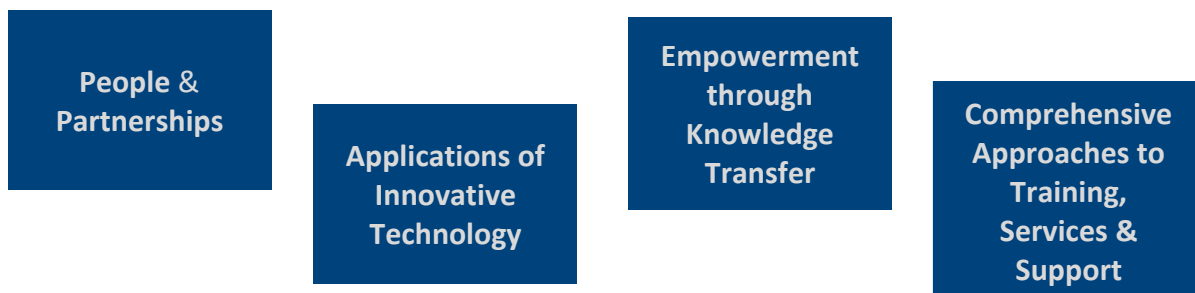 People &
Partnerships
Applications of
Innovative
Technology
Empowerment
through
Knowledge
Transfer
Comprehensive
Approaches to
Training,
Services &
Support